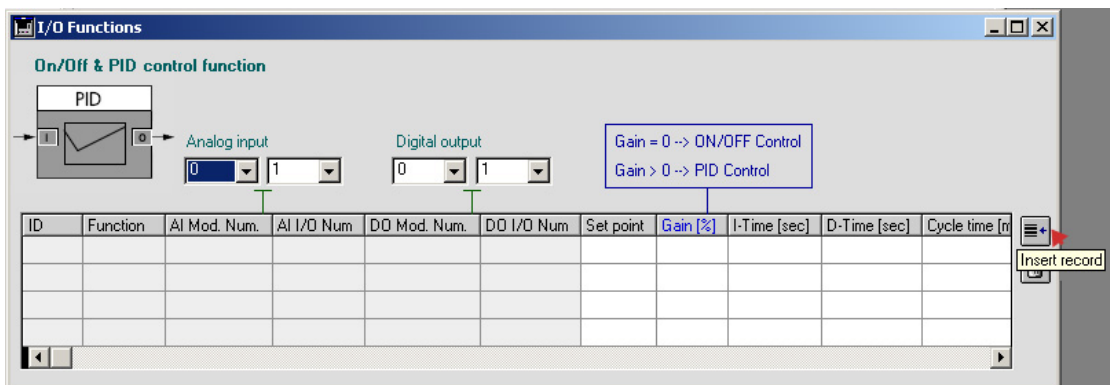 I/O Functions
On/Off & PID control function
PID
I O
Analog input
Digital output
0 1
0 1
Gain = 0 --> ON/OFF Control
Gain > 0 --> PID Control
ID Function AI Mod. Num. AI I/O Num DO Mod. Num. DO I/O Num Set point Gain [%] I-Time [sec] D-Time [sec] Cycle time [m
Insert record